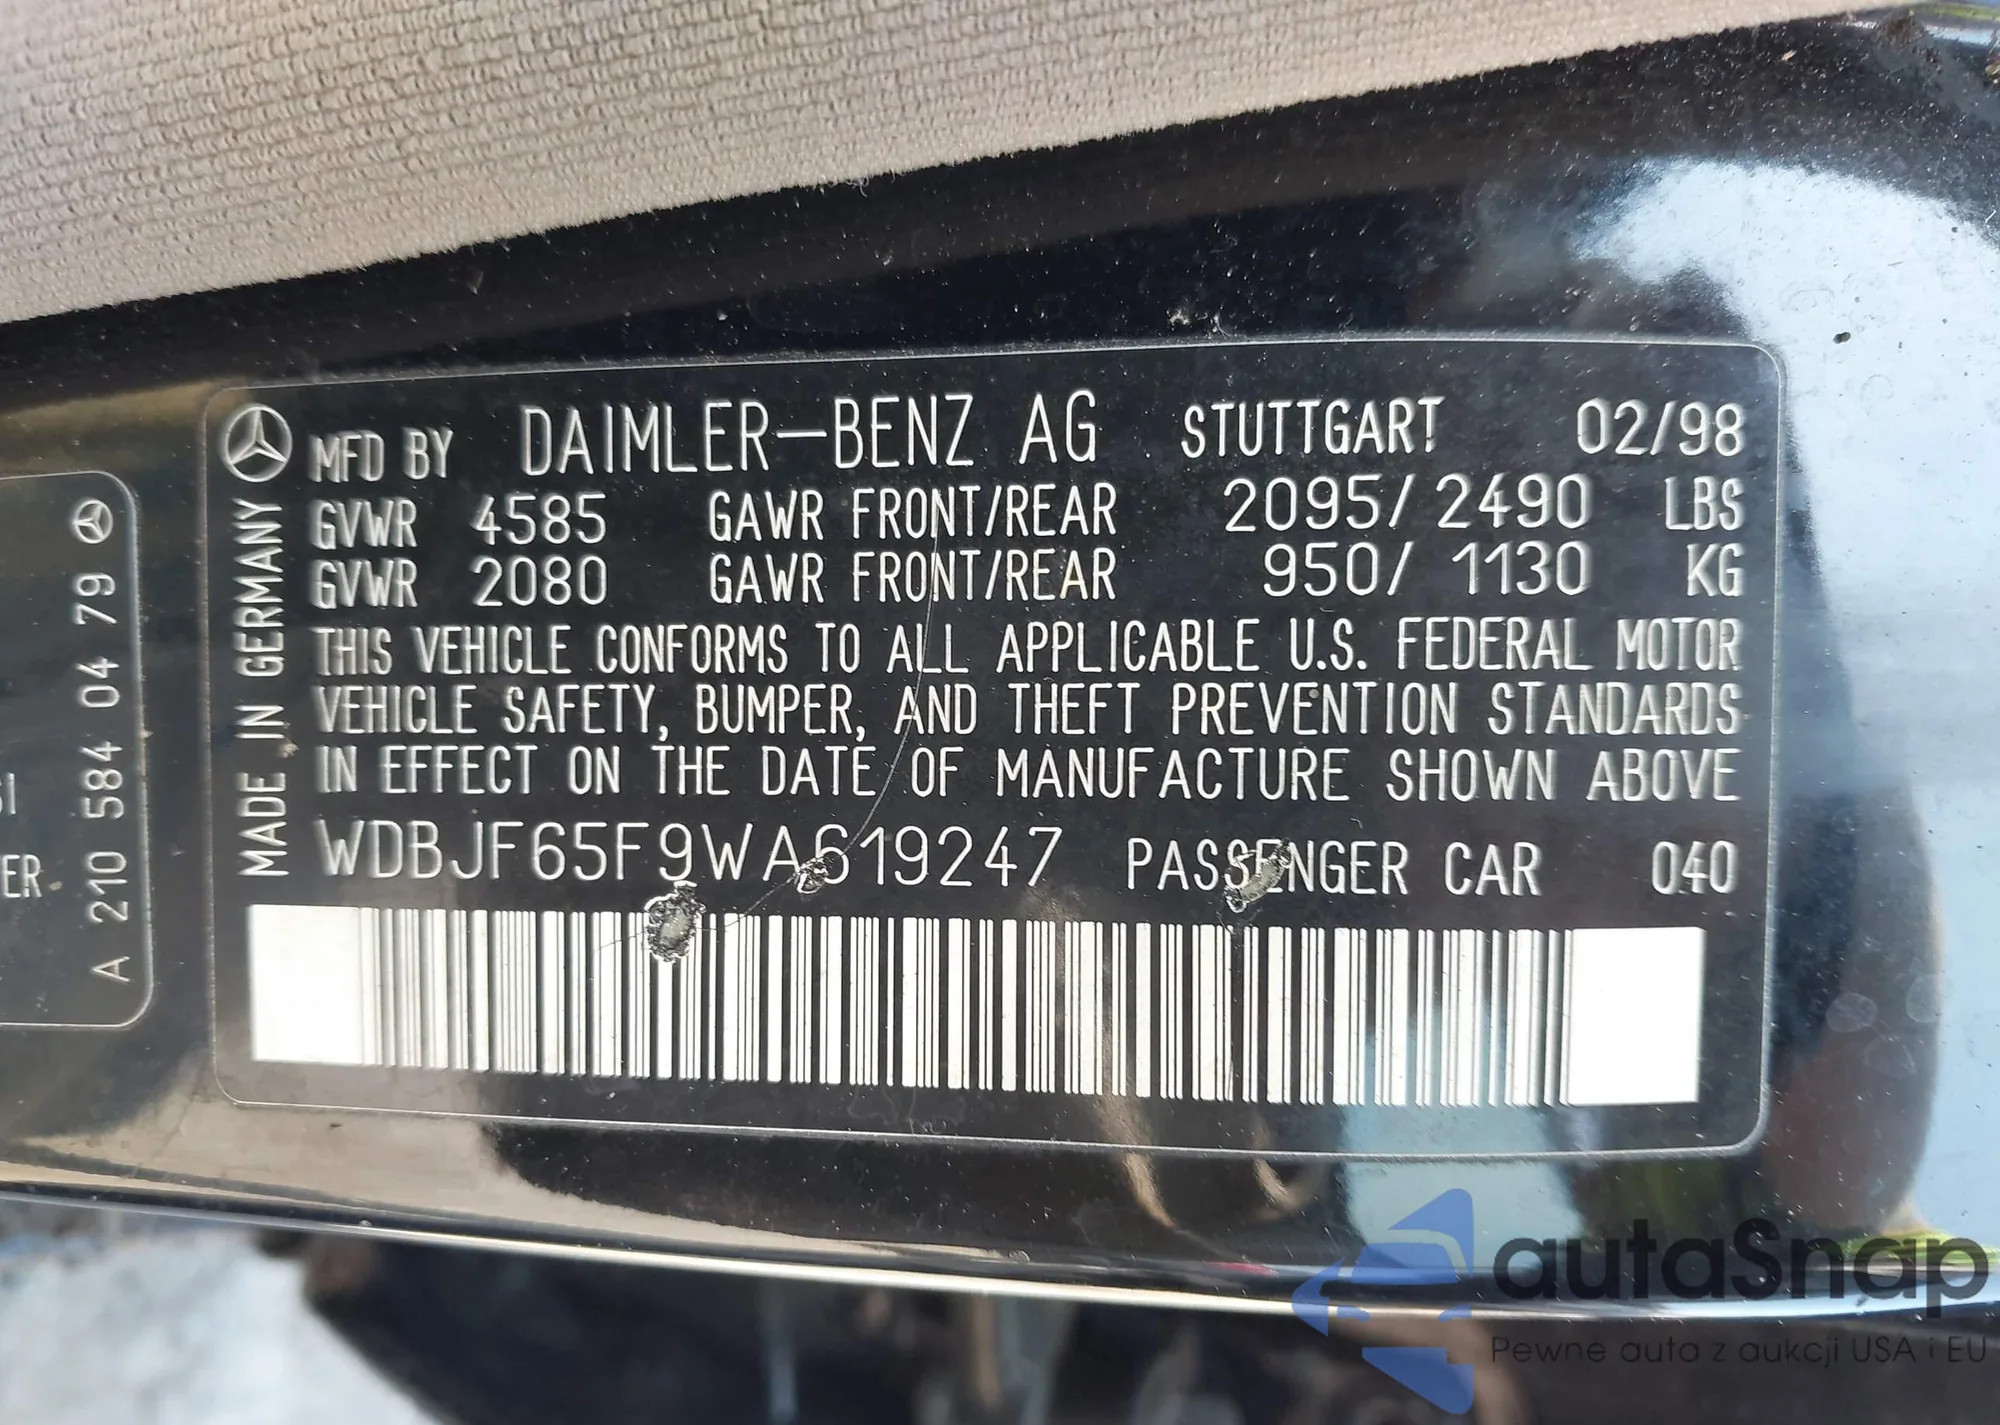 MFD BY DAIMLER-BENZ AG STUTTGART 02/98
GVWR 4585 GAWR FRONT/REAR 2095/2490 LBS
GVWR 2080 GAWR FRONT/REAR 950/1130 KG
THIS VEHICLE CONFORMS TO ALL APPLICABLE U.S. FEDERAL MOTOR
VEHICLE SAFETY, BUMPER, AND THEFT PREVENTION STANDARDS
IN EFFECT ON THE DATE OF MANUFACTURE SHOWN ABOVE
WDBJF65F9WA619247 PASSENGER CAR 040
MADE IN GERMANY
A 210 584 04 79
autaSnap
Pewne auta z aukcji USA i EU